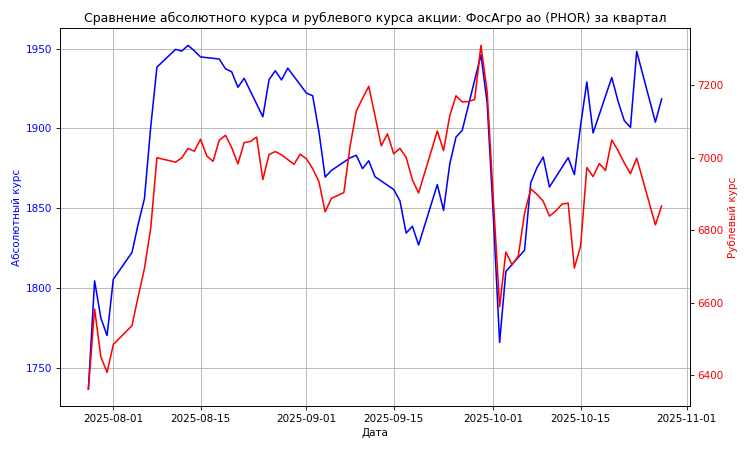 Сравнение абсолютного курса и рублевого курса акции: ФосАгро ао (PHOR) за квартал
1950
1900
1850
1800
1750
Абсолютный курс
7200
7000
6800
6600
6400
Рублевый курс
2025-08-01 2025-08-15 2025-09-01 2025-09-15 2025-10-01 2025-10-15 2025-11-01
Дата